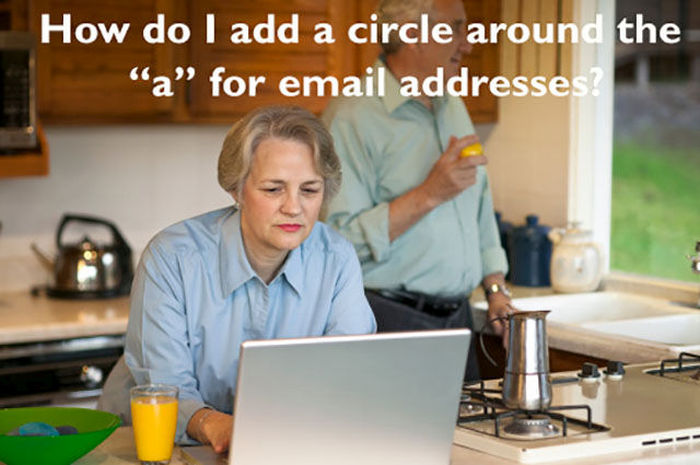 How do I add a circle around the
“a” for email addresses?